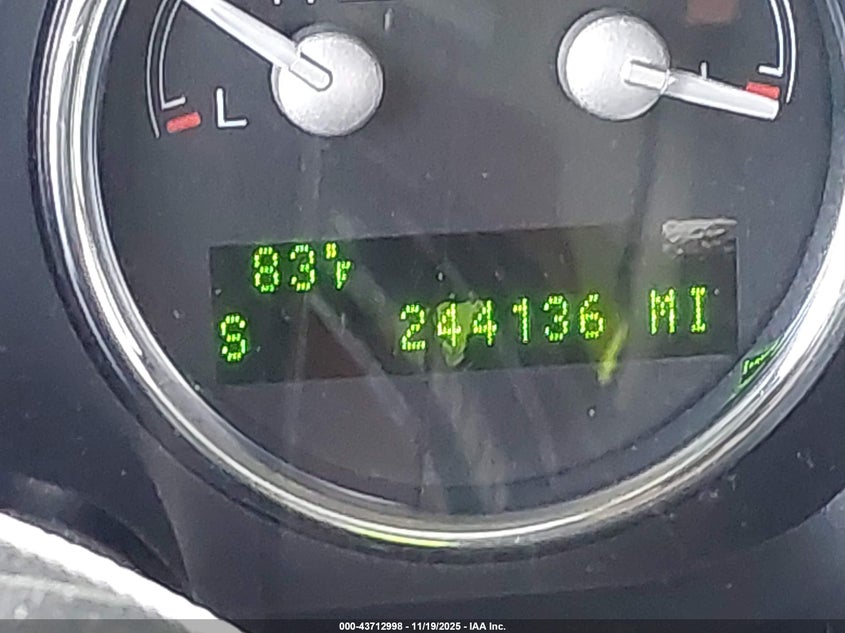 L
83°F
S 244136 MI
000-43712998 - 11/19/2025 - IAA Inc.